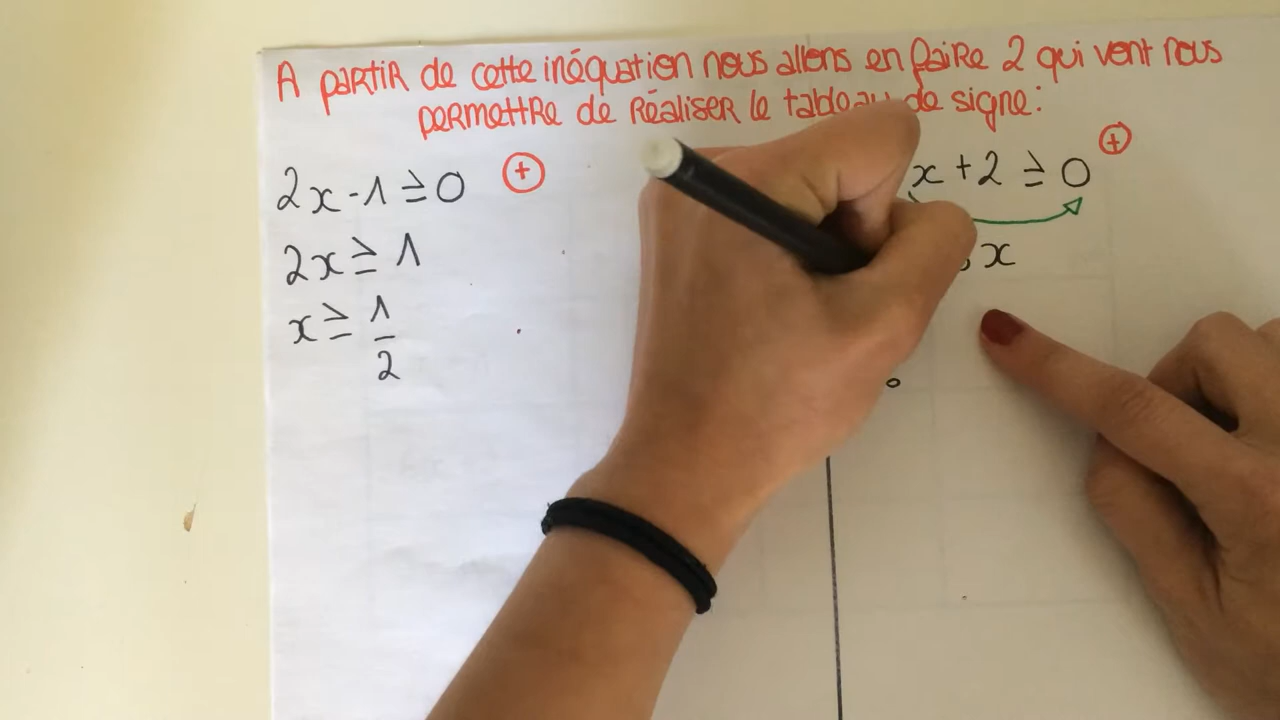 A partir de cette inéquation nous allons en faire 2 qui vont nous
permettre de réaliser le tableau de signe:
2x-1≥0 (+)
2x≥1
x≥1/2
x+2≥0 (+)
x